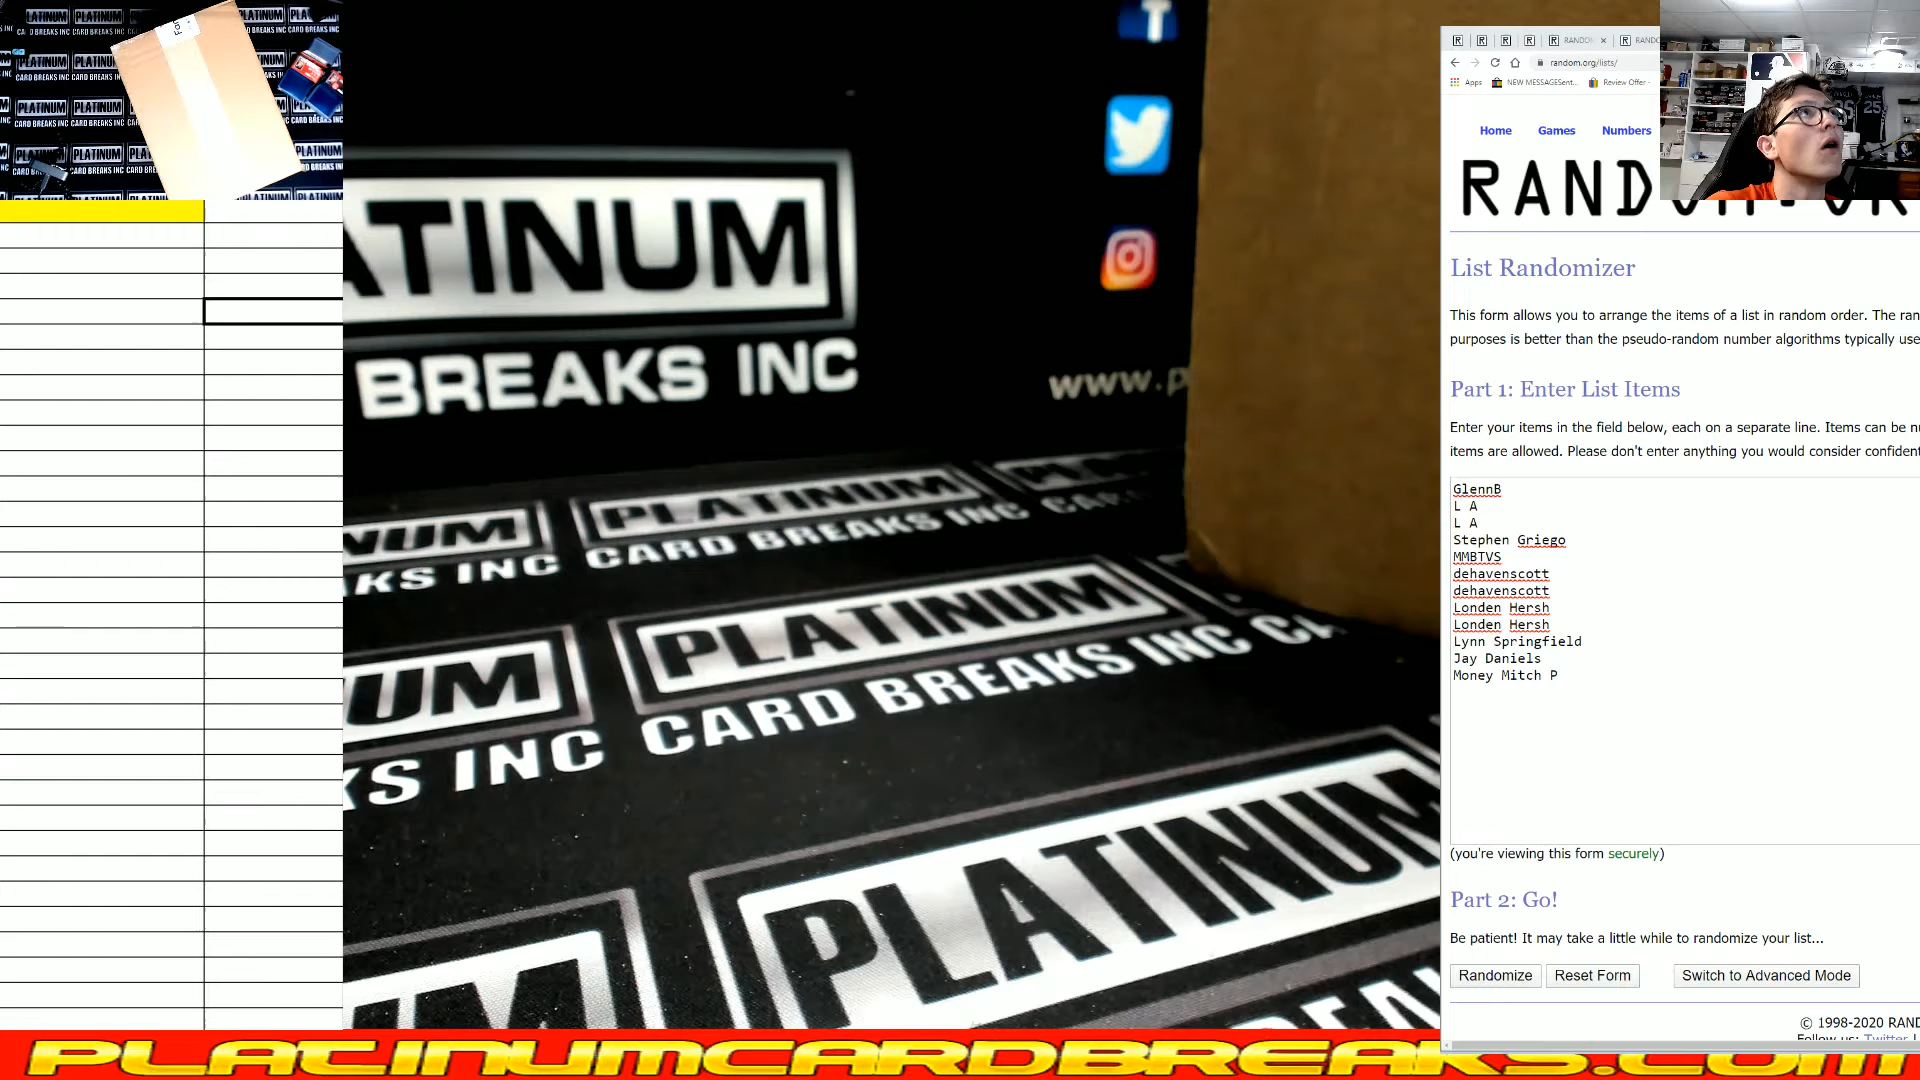 ATINUM
BREAKS INC
www.p
PLATINUM
CARD BREAKS INC
PLATINUM
CARD BREAKS INC
PLATINUM
random.org/lists/
Apps
NEW MESSAGESent...
Review Offer -
Home
Games
Numbers
List Randomizer
This form allows you to arrange the items of a list in random order. The ran
purposes is better than the pseudo-random number algorithms typically use
Part 1: Enter List Items
Enter your items in the field below, each on a separate line. Items can be nu
items are allowed. Please don't enter anything you would consider confident
GlennB
L A
L A
Stephen Griego
MMBTVS
dehavenscott
dehavenscott
Londen Hersh
Londen Hersh
Lynn Springfield
Jay Daniels
Money Mitch P
(you're viewing this form securely)
Part 2: Go!
Be patient! It may take a little while to randomize your list...
Randomize
Reset Form
Switch to Advanced Mode
© 1998-2020 RAND
Follow us: Twitter
PLATINUMCARDBREAKS.COM